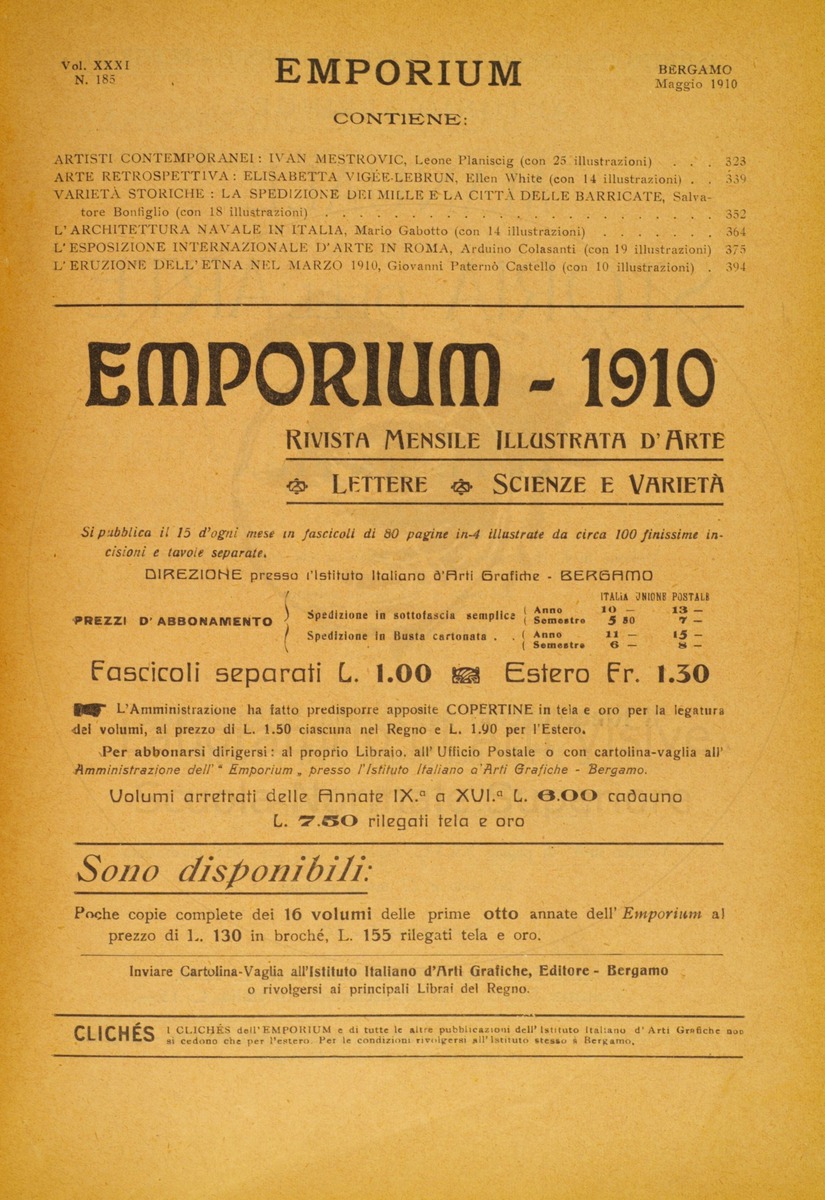 Vol. XXXI
N. 185
EMPORIUM
BERGAMO
Maggio 1910
CONTIENE:
ARTISTI CONTEMPORANEI: IVAN MESTROVIC, Leone Planiscig (con 25 illustrazioni) . . . 323
ARTE RETROSPETTIVA: ELISABETTA VIGÉE-LEBRUN, Ellen White (con 14 illustrazioni) . . 339
VARIETÀ STORICHE: LA SPEDIZIONE DEI MILLE E LA CITTÀ DELLE BARRICATE, Salva-
tore Bonfiglio (con 18 illustrazioni) . . . . . . . . . . . . . . . . . . . 352
L'ARCHITETTURA NAVALE IN ITALIA, Mario Gabotto (con 14 illustrazioni) . . . . . . . 364
L'ESPOSIZIONE INTERNAZIONALE D'ARTE IN ROMA, Arduino Colasanti (con 19 illustrazioni) 375
L'ERUZIONE DELL'ETNA NEL MARZO 1910, Giovanni Paternò Castello (con 10 illustrazioni) . 394
EMPORIUM - 1910
RIVISTA MENSILE ILLUSTRATA D'ARTE
LETTERE SCIENZE E VARIETÀ
Si pubblica il 15 d'ogni mese in fascicoli di 80 pagine in-4 illustrate da circa 100 finissime in-
cisioni e tavole separate.
DIREZIONE presso l'Istituto Italiano d'Arti Grafiche - BERGAMO
ITALIA UNIONE POSTALE
PREZZI D'ABBONAMENTO
Spedizione in sottofascia semplice ( Anno 10 — 13 —
Semestre 5 80 7 —
Spedizione in Busta cartonata . . ( Anno 11 — 15 —
Semestre 6 — 8 —
Fascicoli separati L. 1.00 Estero Fr. 1.30
L'Amministrazione ha fatto predisporre apposite COPERTINE in tela e oro per la legatura
dei volumi, al prezzo di L. 1.50 ciascuna nel Regno e L. 1.90 per l'Estero.
Per abbonarsi dirigersi: al proprio Libraio, all'Ufficio Postale o con cartolina-vaglia all'
Amministrazione dell' “ Emporium „ presso l'Istituto Italiano d'Arti Grafiche - Bergamo.
Volumi arretrati delle Annate IX.ª a XVI.ª L. 6.00 cadauno
L. 7.50 rilegati tela e oro
Sono disponibili:
Poche copie complete dei 16 volumi delle prime otto annate dell'Emporium al
prezzo di L. 130 in broché, L. 155 rilegati tela e oro.
Inviare Cartolina-Vaglia all'Istituto Italiano d'Arti Grafiche, Editore - Bergamo
o rivolgersi ai principali Librai del Regno.
CLICHÉS
I CLICHÉS dell'EMPORIUM e di tutte le altre pubblicazioni dell'Istituto Italiano d'Arti Grafiche non
si cedono che per l'estero. Per le condizioni rivolgersi all'Istituto stesso a Bergamo.